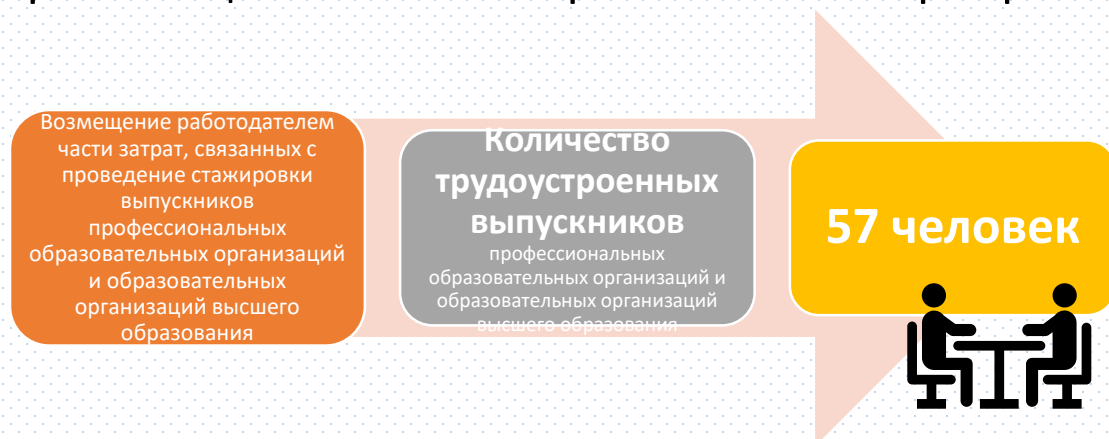 Возмещение работодателем
части затрат, связанных с
проведение стажировки
выпускников
профессиональных
образовательных организаций
и образовательных
организаций высшего
образования
Количество
трудоустроенных
выпускников
профессиональных
образовательных организаций и
образовательных организаций
высшего образования
57 человек